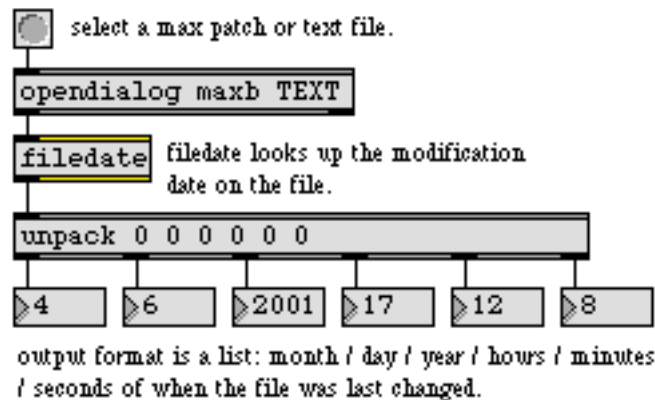 select a max patch or text file.
opendialog maxb TEXT
filedate
filedate looks up the modification
date on the file.
unpack 0 0 0 0 0 0
4 6 2001 17 12 8
output format is a list: month / day / year / hours / minutes
/ seconds of when the file was last changed.